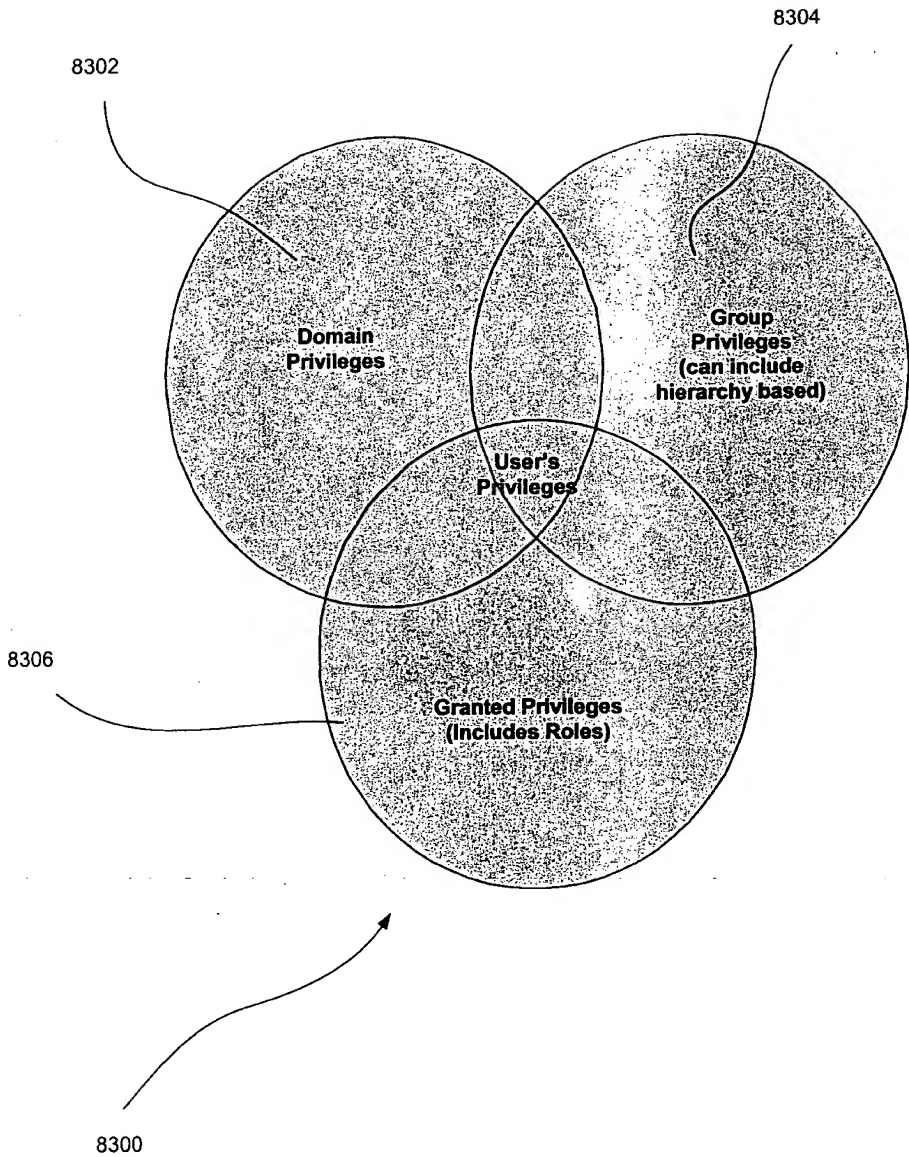 8304
8302
Domain
Privileges
Group
Privileges
(can include
hierarchy based)
User's
Privileges
8306
Granted Privileges
(Includes Roles)
8300